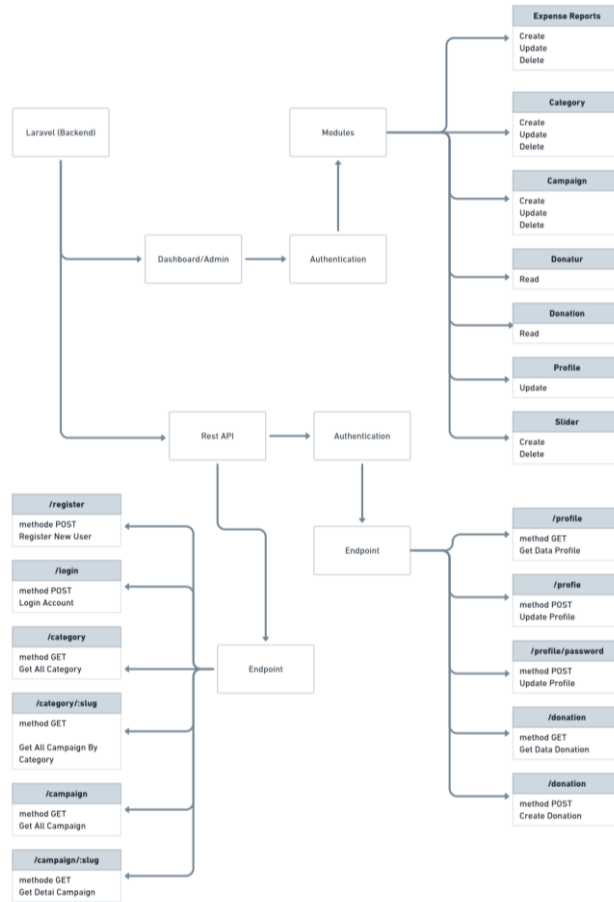 Expense Reports
Create
Update
Delete
Laravel (Backend)
Modules
Category
Create
Update
Delete
Campaign
Create
Update
Delete
Dashboard/Admin
Authentication
Donatur
Read
Donation
Read
Profile
Update
Slider
Create
Delete
Rest API
Authentication
/register
methode POST
Register New User
/login
method POST
Login Account
/category
method GET
Get All Category
/category/:slug
method GET
Get All Campaign By
Category
/campaign
method GET
Get All Campaign
/campaign/:slug
methode GET
Get Detai Campaign
Endpoint
Endpoint
/profile
method GET
Get Data Profile
/profie
method POST
Update Profile
/profile/password
method POST
Update Profile
/donation
method GET
Get Data Donation
/donation
method POST
Create Donation